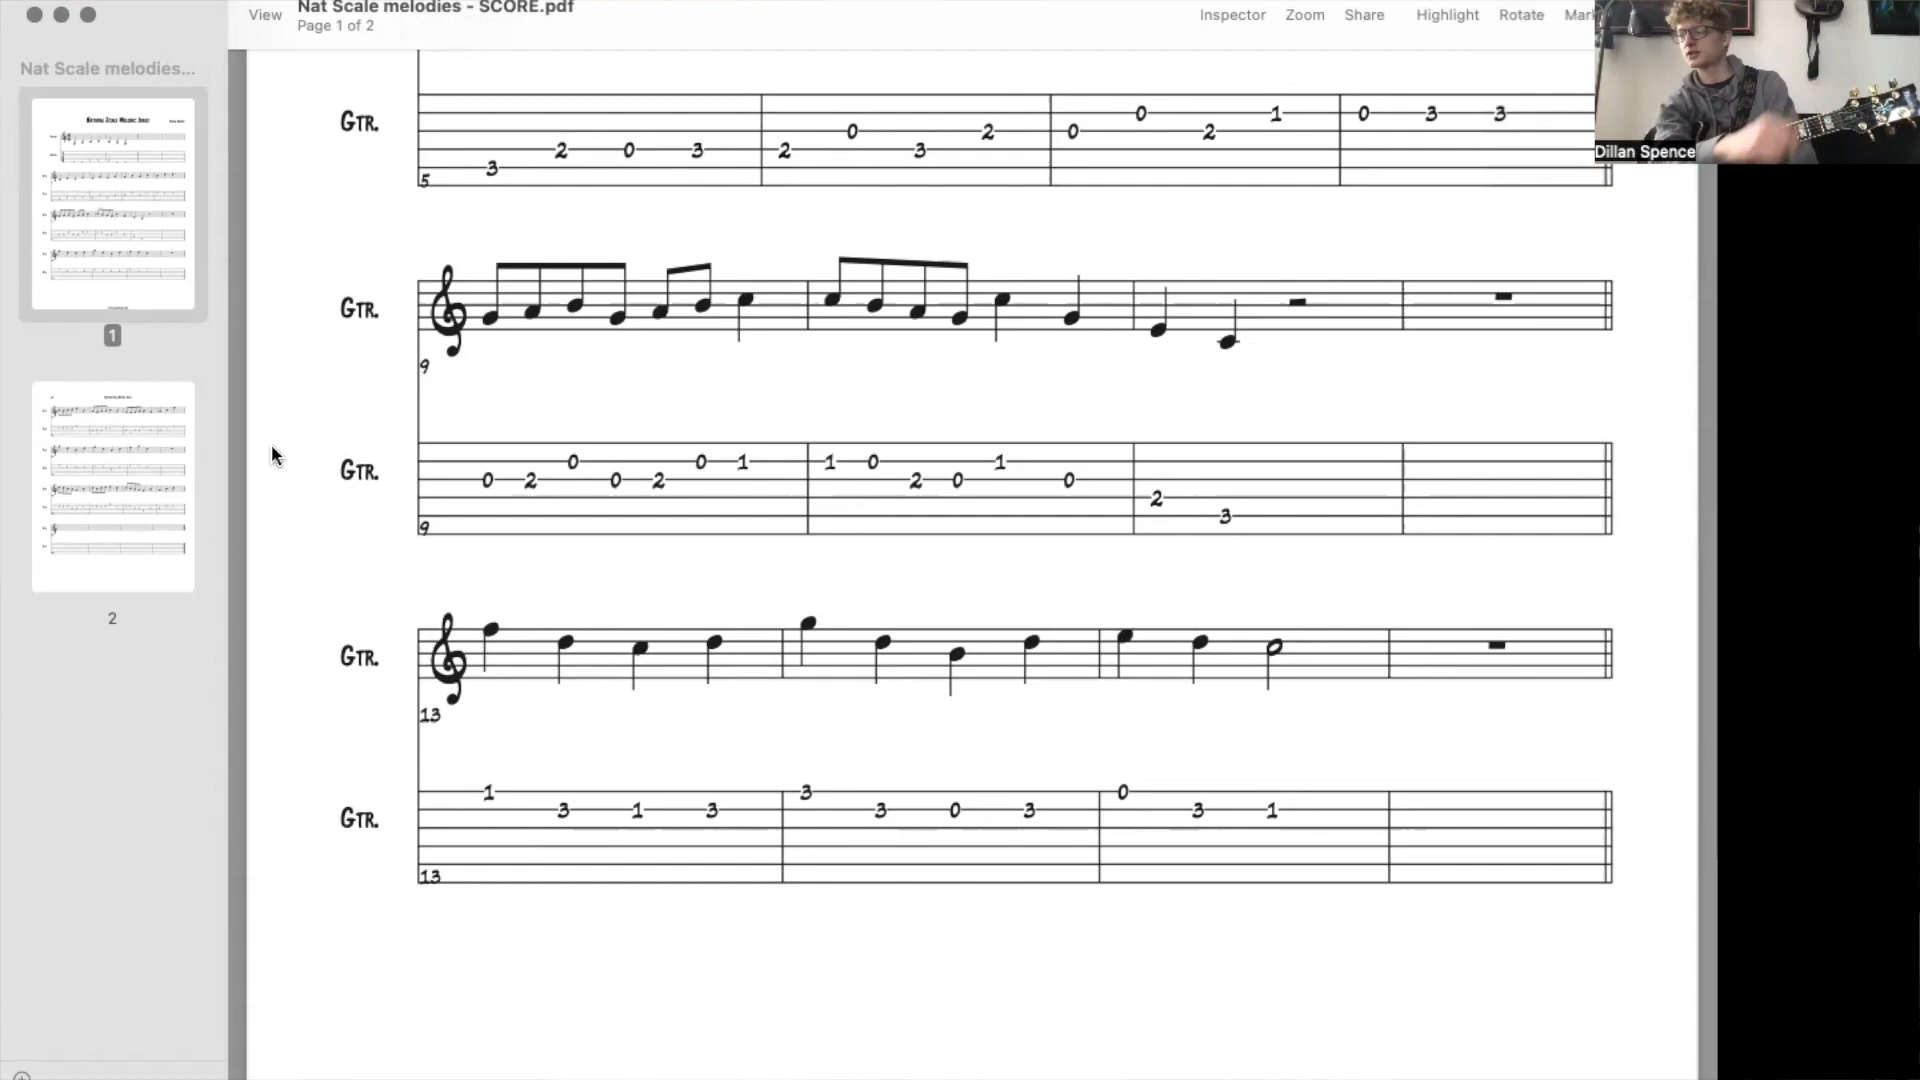 Nat Scale melodies - SCORE.pdf
View
Page 1 of 2
Inspector Zoom Share Highlight Rotate
Nat Scale melodies...
Dillan Spence
1
2
GTR.
3 2 0 3 2 0 3 2 0 0 2 1 0 3 3
5
GTR.
9
GTR.
0 2 0 0 2 0 1 1 0 2 0 1 0 2 3
9
GTR.
13
GTR.
1 3 1 3 3 3 0 3 0 3 1
13